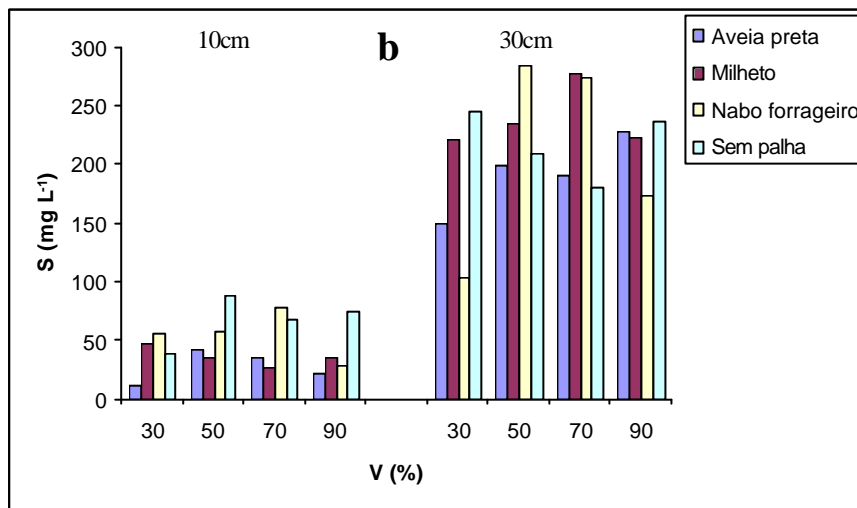 10cm
b
30cm
Aveia preta
Milheto
Nabo forrageiro
Sem palha
S (mg L⁻¹)
300
250
200
150
100
50
0
30 50 70 90 30 50 70 90
V (%)